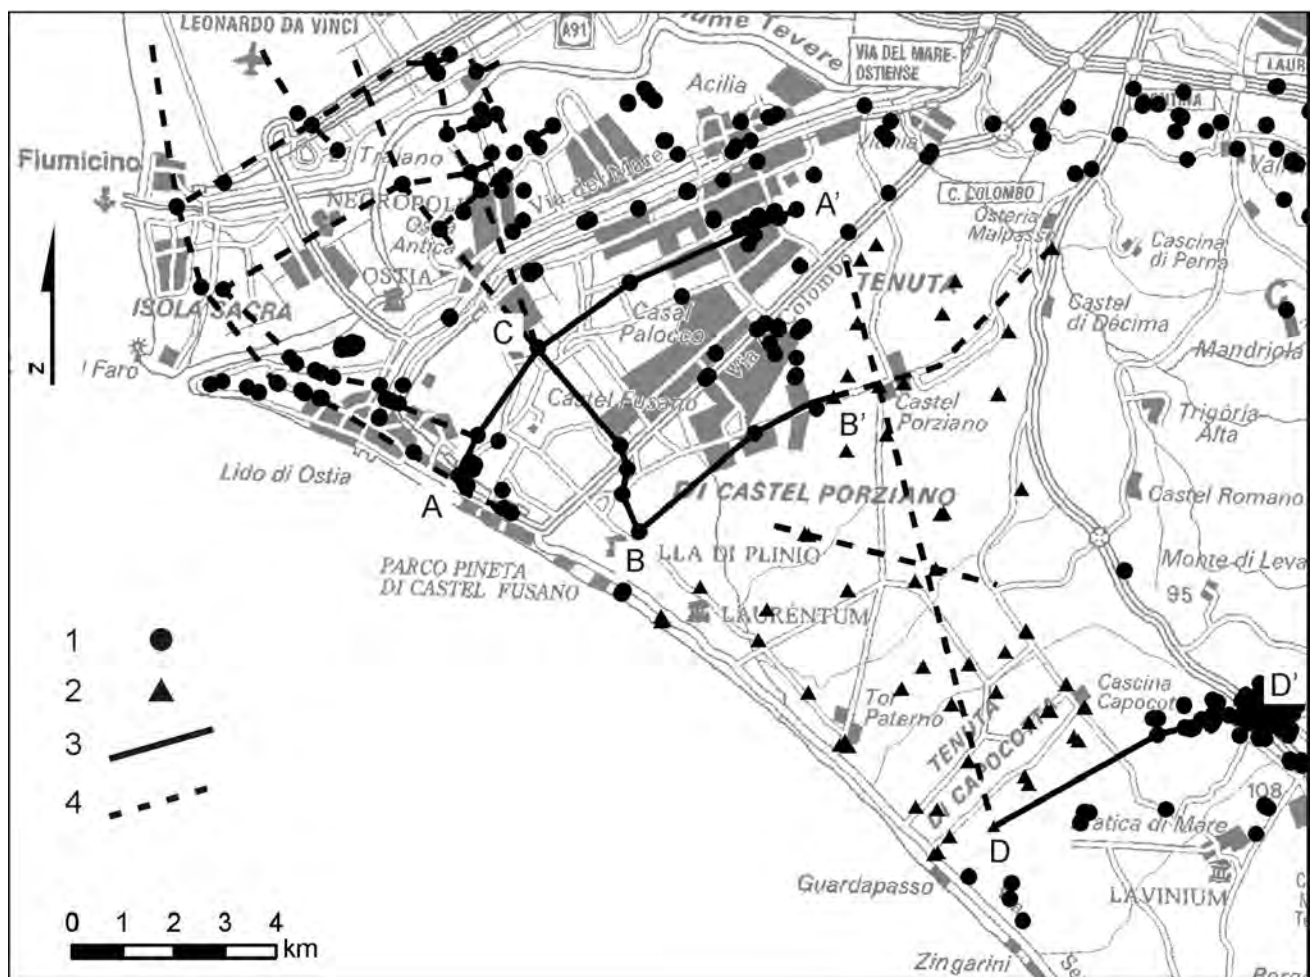 LEONARDO DA VINCI
A91
Fiume Tevere
VIA DEL MARE-
OSTIENSE
Acilia
Fiumicino
Traiano
Via del Mare
NECROPOLI
Ostia
Antica
OSTIA
ISOLA SACRA
Faro
A'
C. COLOMBO
Osteria
Malpasso
Cascina
di Perna
TENUTA
Via
Colombo
Casal
Palocco
C
Castel
di Décima
Mandriola
N
Castel Fusano
B'
Castel
Porziano
Trigória
Alta
Lido di Ostia
A
DI CASTEL PORZIANO
Castel Romano
B
LLA DI PLINIO
Monte di Leva
PARCO PINETA
DI CASTEL FUSANO
95
LAURENTUM
1
2
3
4
Tor
Paterno
Cascina
Capocot
D'
TENUTA
DI CAPOCOTTA
108
ratica di Mare
D
Guardapasso
LAVINIUM
0 1 2 3 4
km
Zingarini